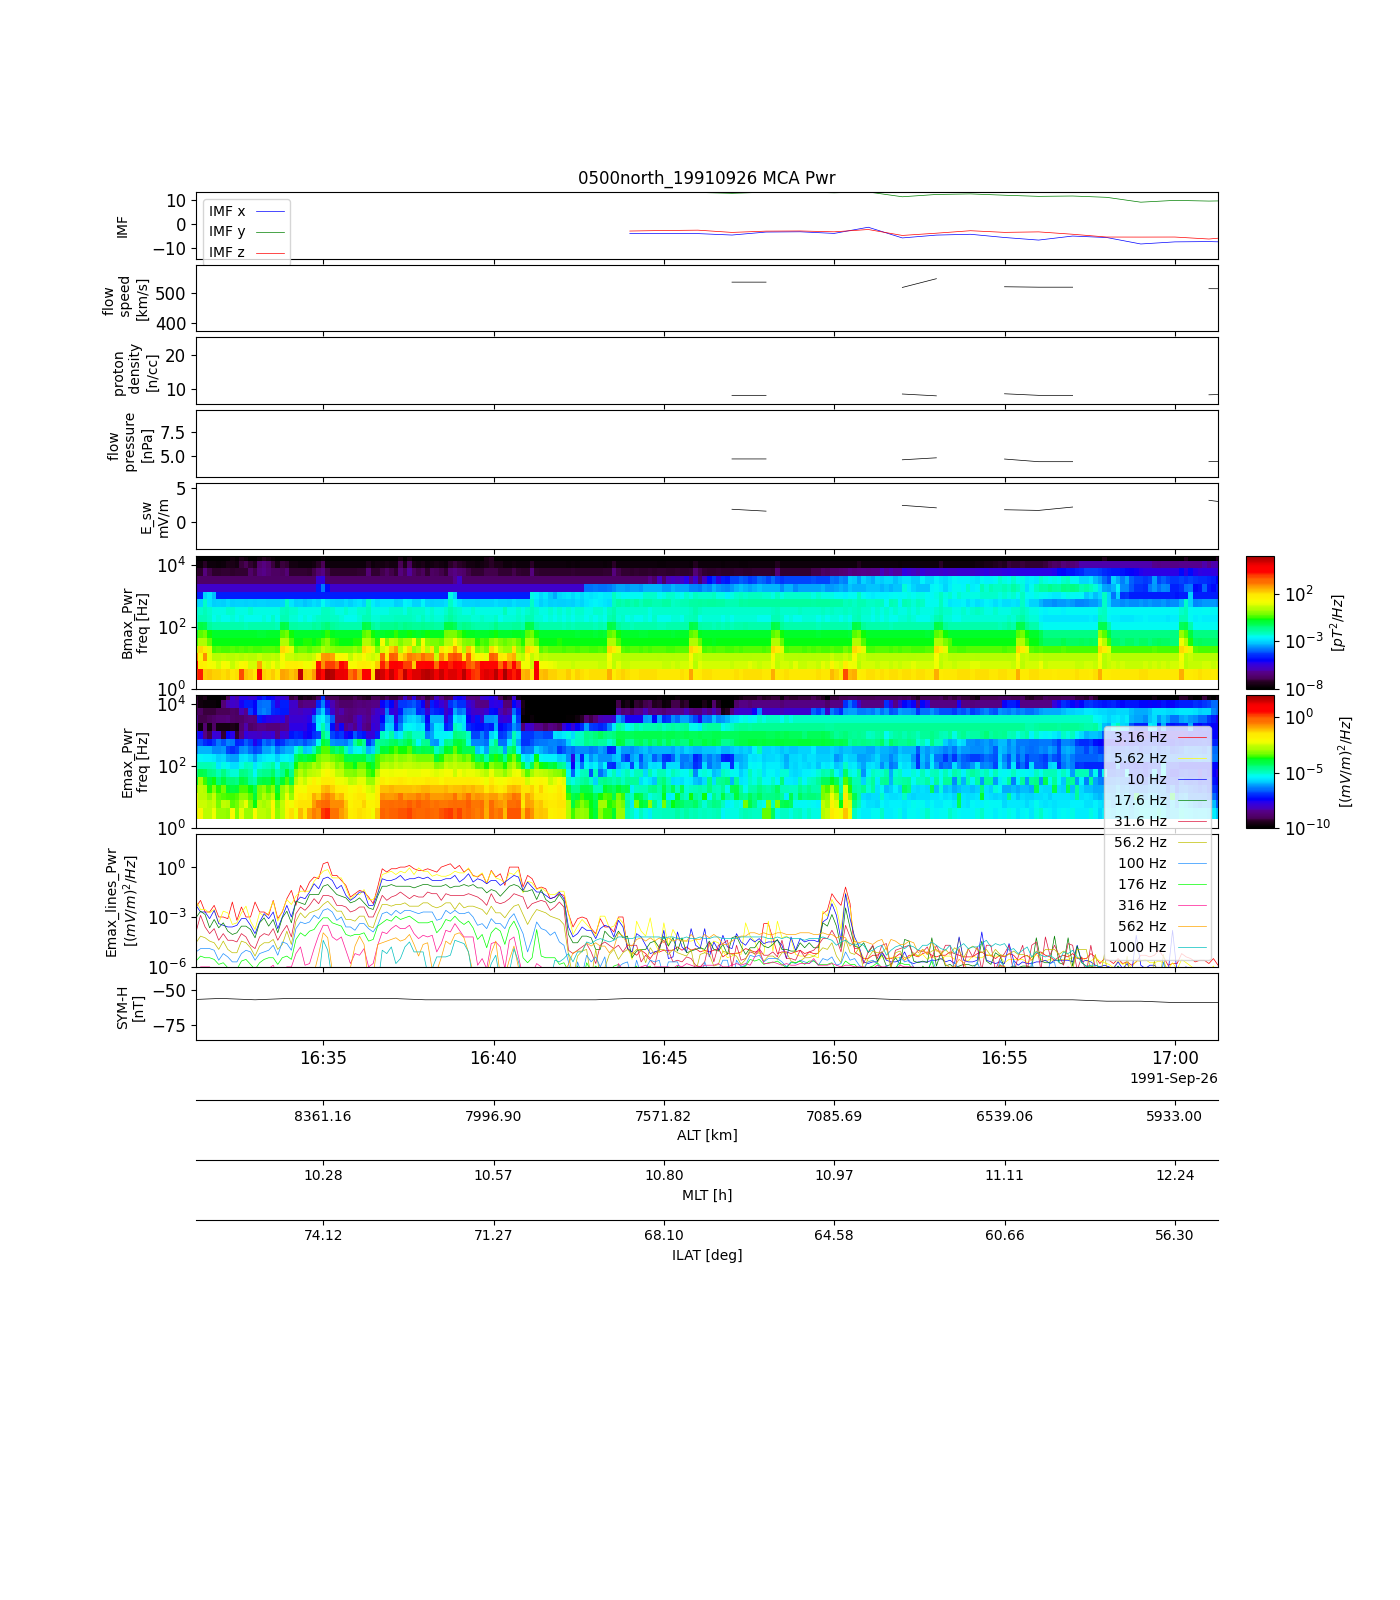 0500north_19910926 MCA Pwr
10
0
−10
IMF
IMF x
IMF y
IMF z
500
400
flow
speed
[km/s]
20
10
proton
density
[n/cc]
7.5
5.0
flow
pressure
[nPa]
5
0
E_sw
mV/m
10^4
10^2
10^0
Bmax_Pwr
freq [Hz]
10^2
10^−3
10^−8
[pT^2/Hz]
10^4
10^2
10^0
Emax_Pwr
freq [Hz]
10^0
10^−5
10^−10
[(mV/m)^2/Hz]
3.16 Hz
5.62 Hz
10 Hz
17.6 Hz
31.6 Hz
56.2 Hz
100 Hz
176 Hz
316 Hz
562 Hz
1000 Hz
10^0
10^−3
10^−6
Emax_lines_Pwr
[(mV/m)^2/Hz]
−50
−75
SYM-H
[nT]
16:35 16:40 16:45 16:50 16:55 17:00
1991-Sep-26
8361.16 7996.90 7571.82 7085.69 6539.06 5933.00
ALT [km]
10.28 10.57 10.80 10.97 11.11 12.24
MLT [h]
74.12 71.27 68.10 64.58 60.66 56.30
ILAT [deg]